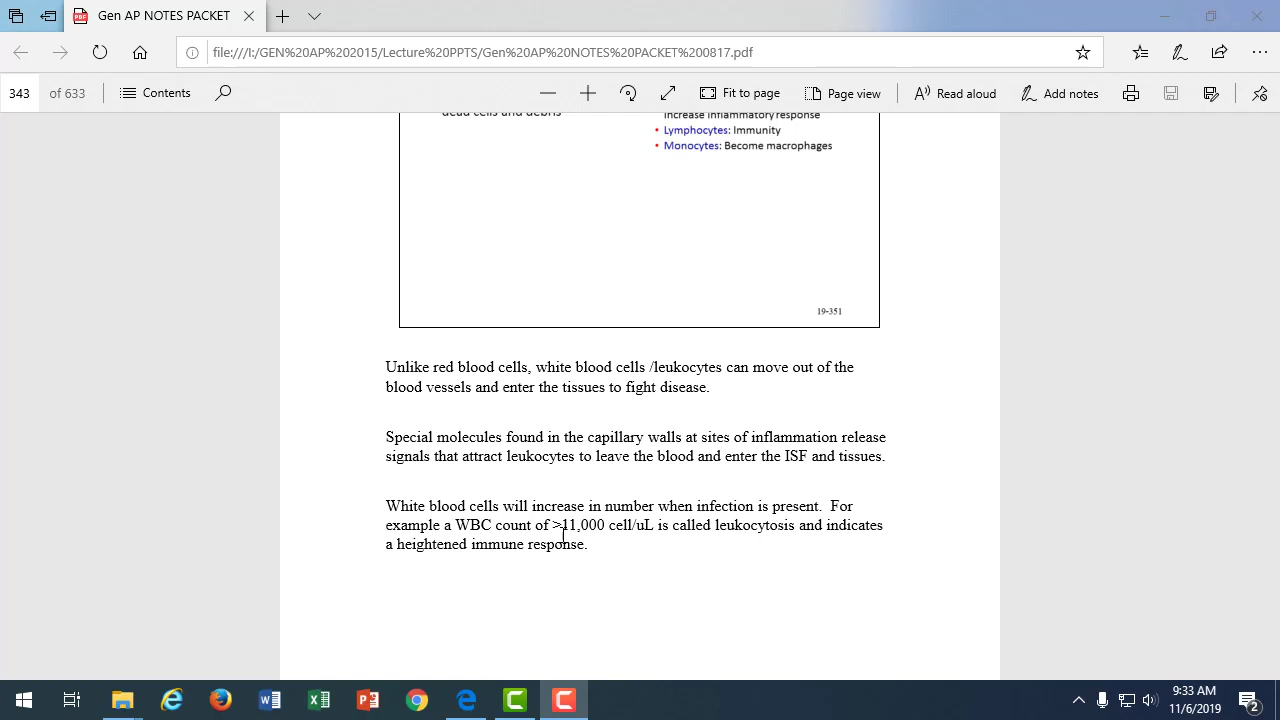 Gen AP NOTES PACKET
file:///I:/GEN%20AP%202015/Lecture%20PPTS/Gen%20AP%20NOTES%20PACKET%200817.pdf
343 of 633 Contents Fit to page Page view Read aloud Add notes
dead cells and debris
increase inflammatory response
• Lymphocytes: Immunity
• Monocytes: Become macrophages
19-351
Unlike red blood cells, white blood cells /leukocytes can move out of the
blood vessels and enter the tissues to fight disease.
Special molecules found in the capillary walls at sites of inflammation release
signals that attract leukocytes to leave the blood and enter the ISF and tissues.
White blood cells will increase in number when infection is present.  For
example a WBC count of >11,000 cell/uL is called leukocytosis and indicates
a heightened immune response.
9:33 AM
11/6/2019
2